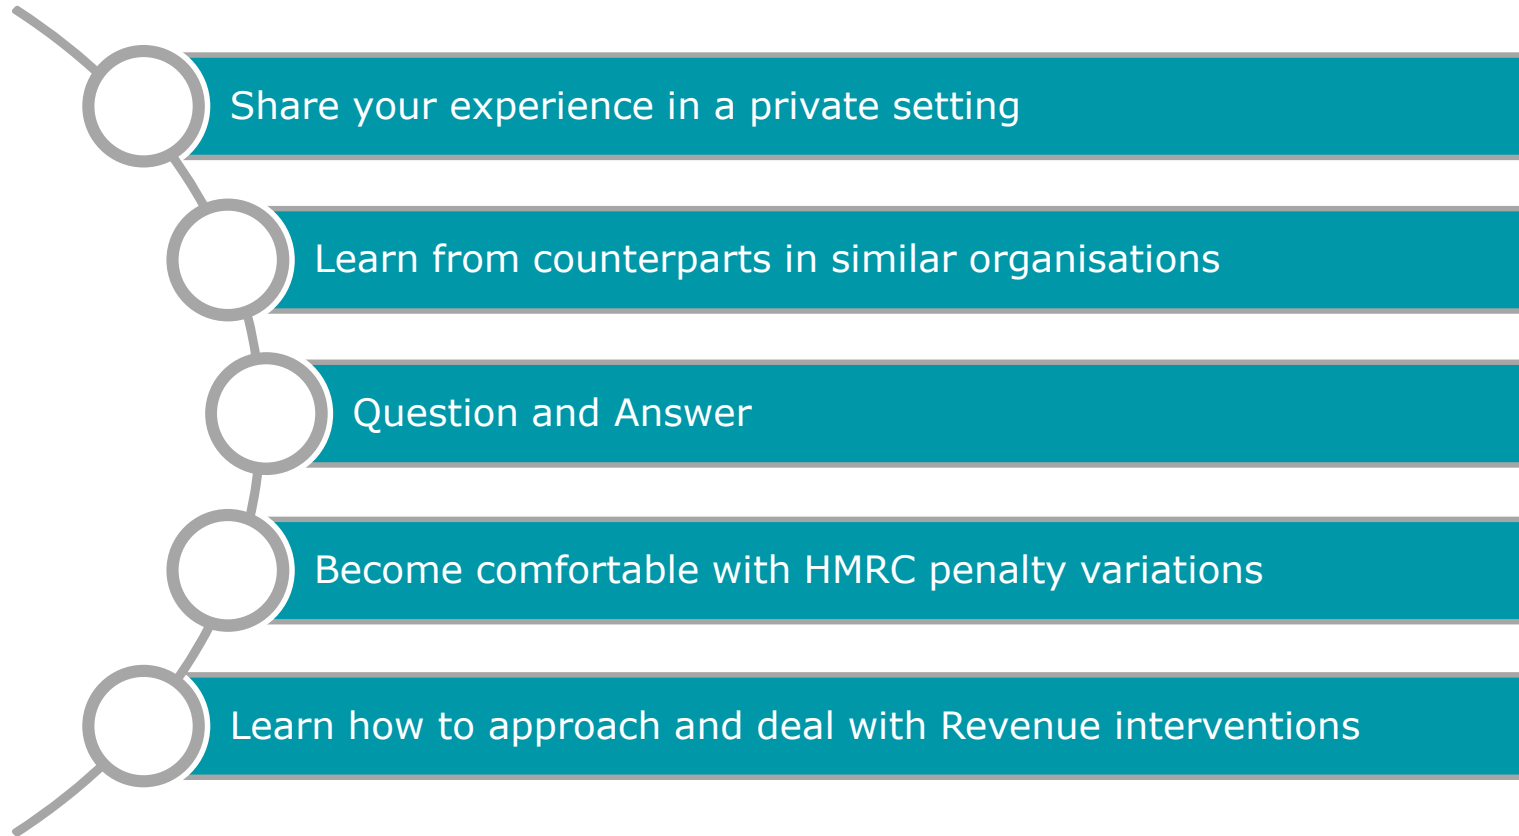 Share your experience in a private setting
Learn from counterparts in similar organisations
Question and Answer
Become comfortable with HMRC penalty variations
Learn how to approach and deal with Revenue interventions